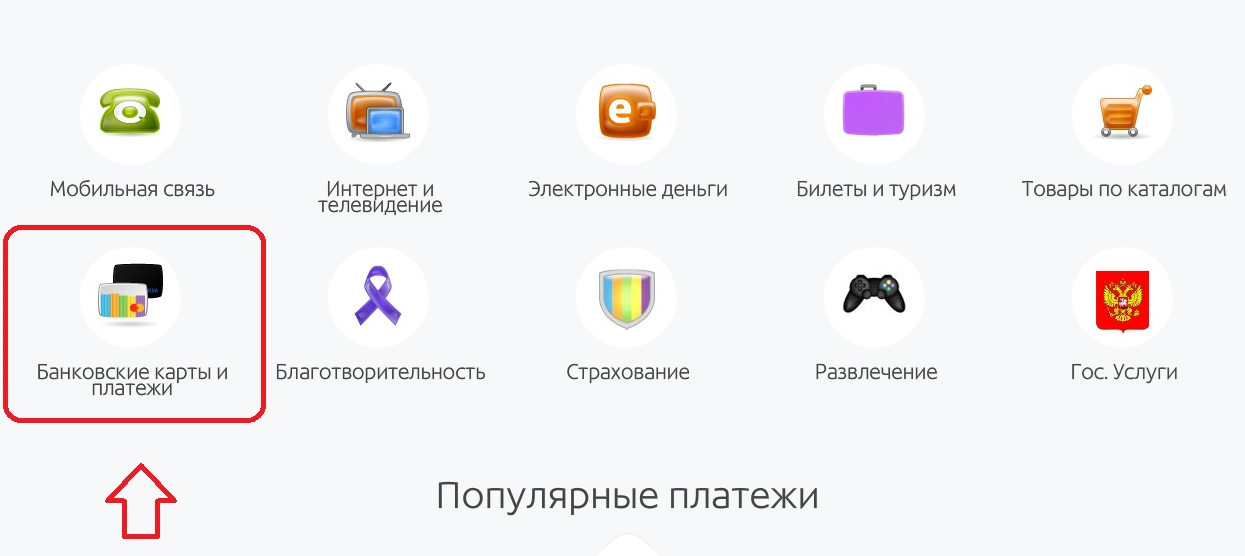 Мобильная связь
Интернет и
телевидение
Электронные деньги
Билеты и туризм
Товары по каталогам
Банковские карты и
платежи
Благотворительность
Страхование
Развлечение
Гос. Услуги
Популярные платежи